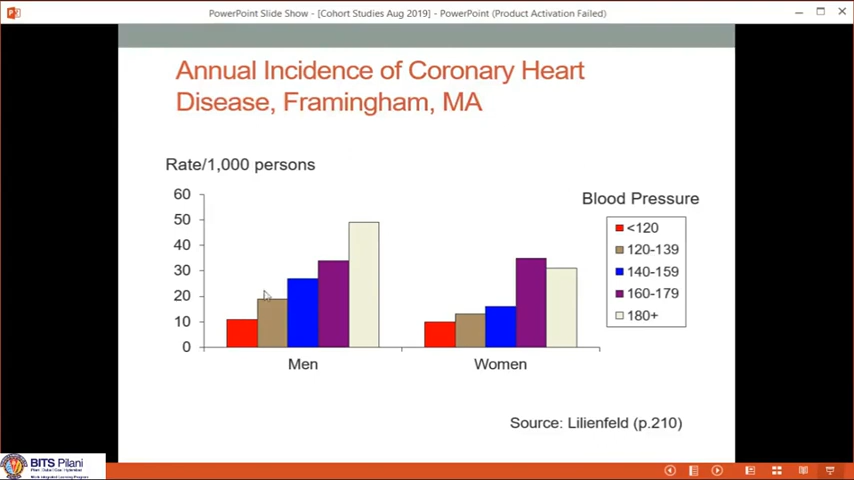 PowerPoint Slide Show - [Cohort Studies Aug 2019] - PowerPoint (Product Activation Failed)
Annual Incidence of Coronary Heart
Disease, Framingham, MA
Rate/1,000 persons
60
50
40
30
20
10
0
Men
Women
Blood Pressure
<120
120-139
140-159
160-179
180+
Source: Lilienfeld (p.210)
BITS Pilani